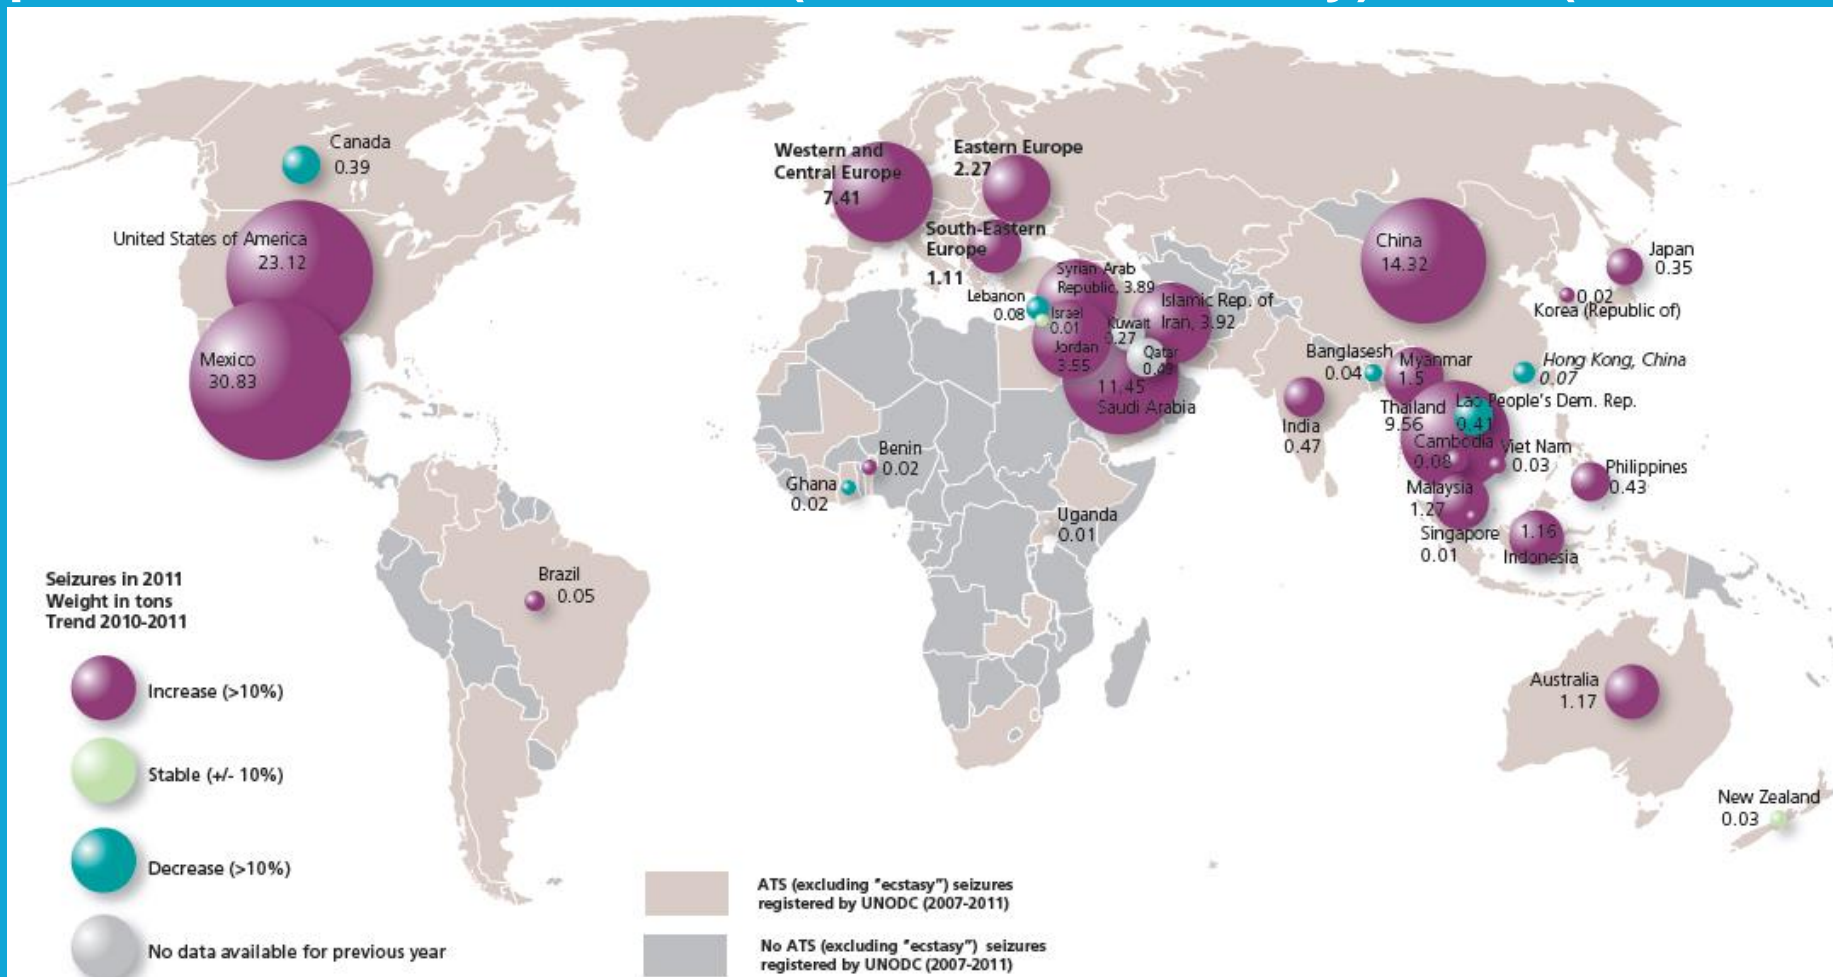 Canada
0.39
United States of America
23.12
Mexico
30.83
Brazil
0.05
Western and
Central Europe
7.41
Eastern Europe
2.27
South-Eastern
Europe
1.11
Syrian Arab
Republic, 3.89
Lebanon
0.08
Israel
0.01
Jordan
3.55
Kuwait
0.27
Islamic Rep. of
Iran, 3.92
Qatar
11.45
Saudi Arabia
Benin
0.02
Ghana
0.02
Uganda
0.01
China
14.32
Japan
0.35
0.02
Korea (Republic of)
Banglasesh
0.04
Myanmar
1.5
Hong Kong, China
0.07
India
0.47
Thailand
9.56
Lao People's Dem. Rep.
0.41
Cambodia
0.08
Viet Nam
0.03
Philippines
0.43
Malaysia
1.27
Singapore
0.01
1.16
Indonesia
Australia
1.17
New Zealand
0.03
Seizures in 2011
Weight in tons
Trend 2010-2011
Increase (>10%)
Stable (+/- 10%)
Decrease (>10%)
No data available for previous year
ATS (excluding "ecstasy") seizures
registered by UNODC (2007-2011)
No ATS (excluding "ecstasy") seizures
registered by UNODC (2007-2011)